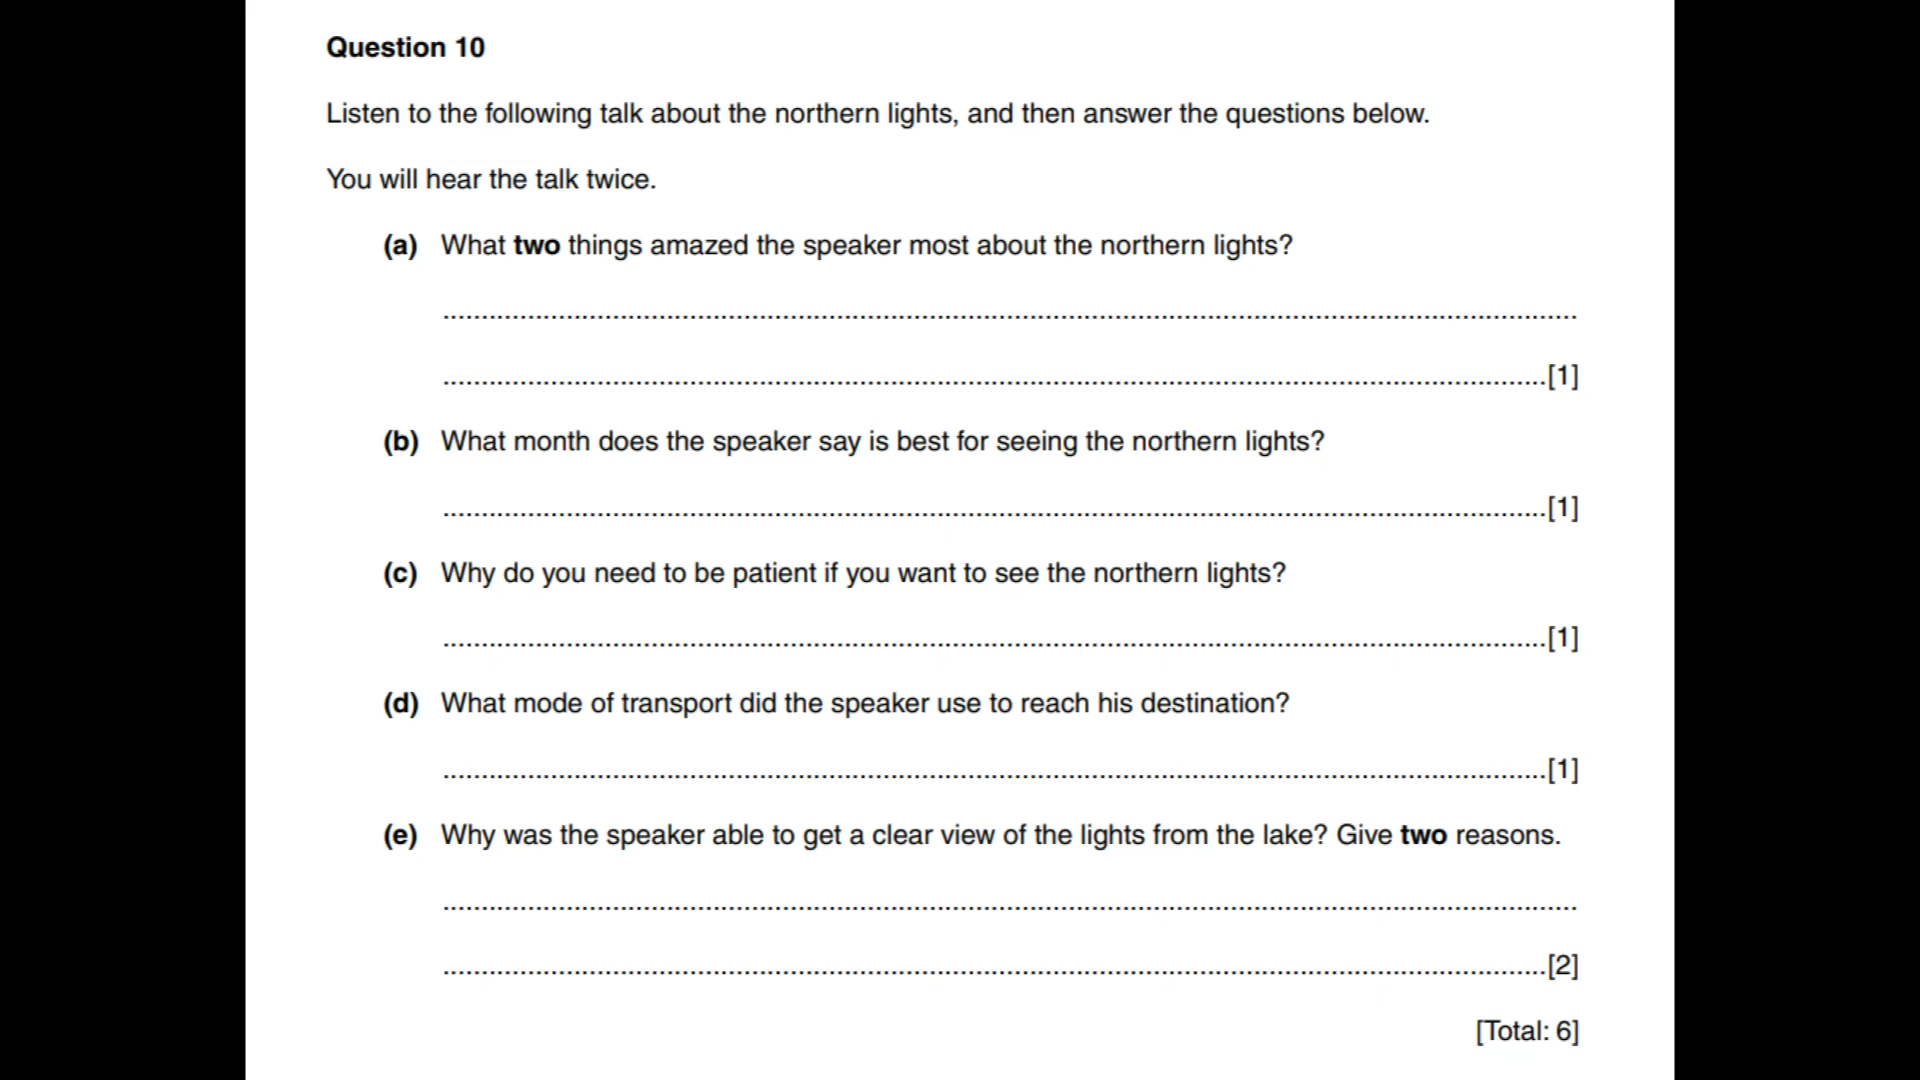 Question 10
Listen to the following talk about the northern lights, and then answer the questions below.
You will hear the talk twice.
(a) What two things amazed the speaker most about the northern lights?
....................................................................................................................................................
................................................................................................................................................[1]
(b) What month does the speaker say is best for seeing the northern lights?
................................................................................................................................................[1]
(c) Why do you need to be patient if you want to see the northern lights?
................................................................................................................................................[1]
(d) What mode of transport did the speaker use to reach his destination?
................................................................................................................................................[1]
(e) Why was the speaker able to get a clear view of the lights from the lake? Give two reasons.
....................................................................................................................................................
................................................................................................................................................[2]
[Total: 6]